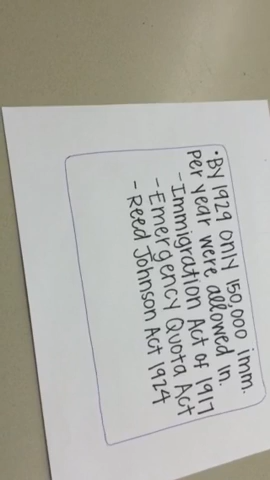 • BY 1929 only 150,000 imm.
per year were allowed in.
- Immigration Act of 1917
- Emergency Quota Act
- Reed Johnson Act 1924